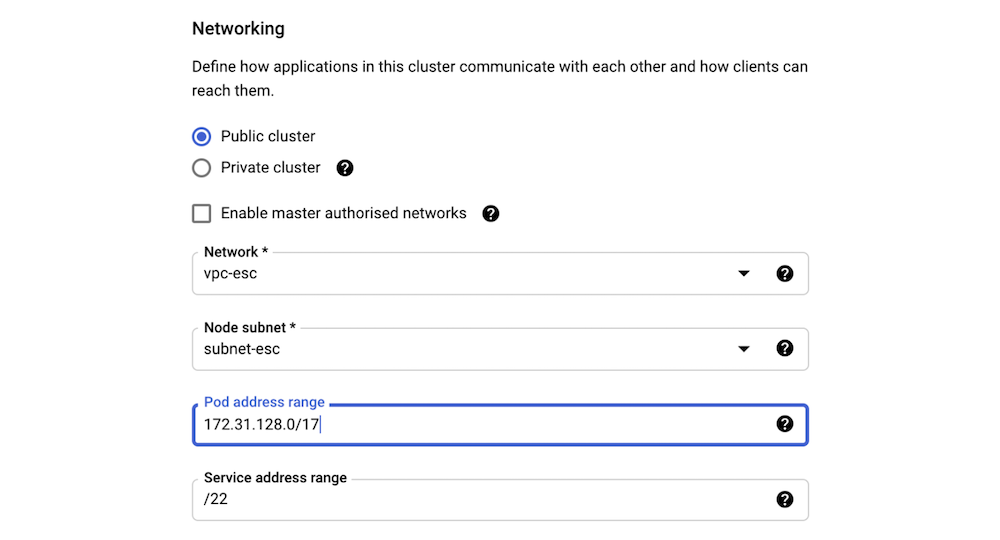 Networking
Define how applications in this cluster communicate with each other and how clients can
reach them.
Public cluster
Private cluster
Enable master authorised networks
Network *
vpc-esc
Node subnet *
subnet-esc
Pod address range
172.31.128.0/17
Service address range
/22